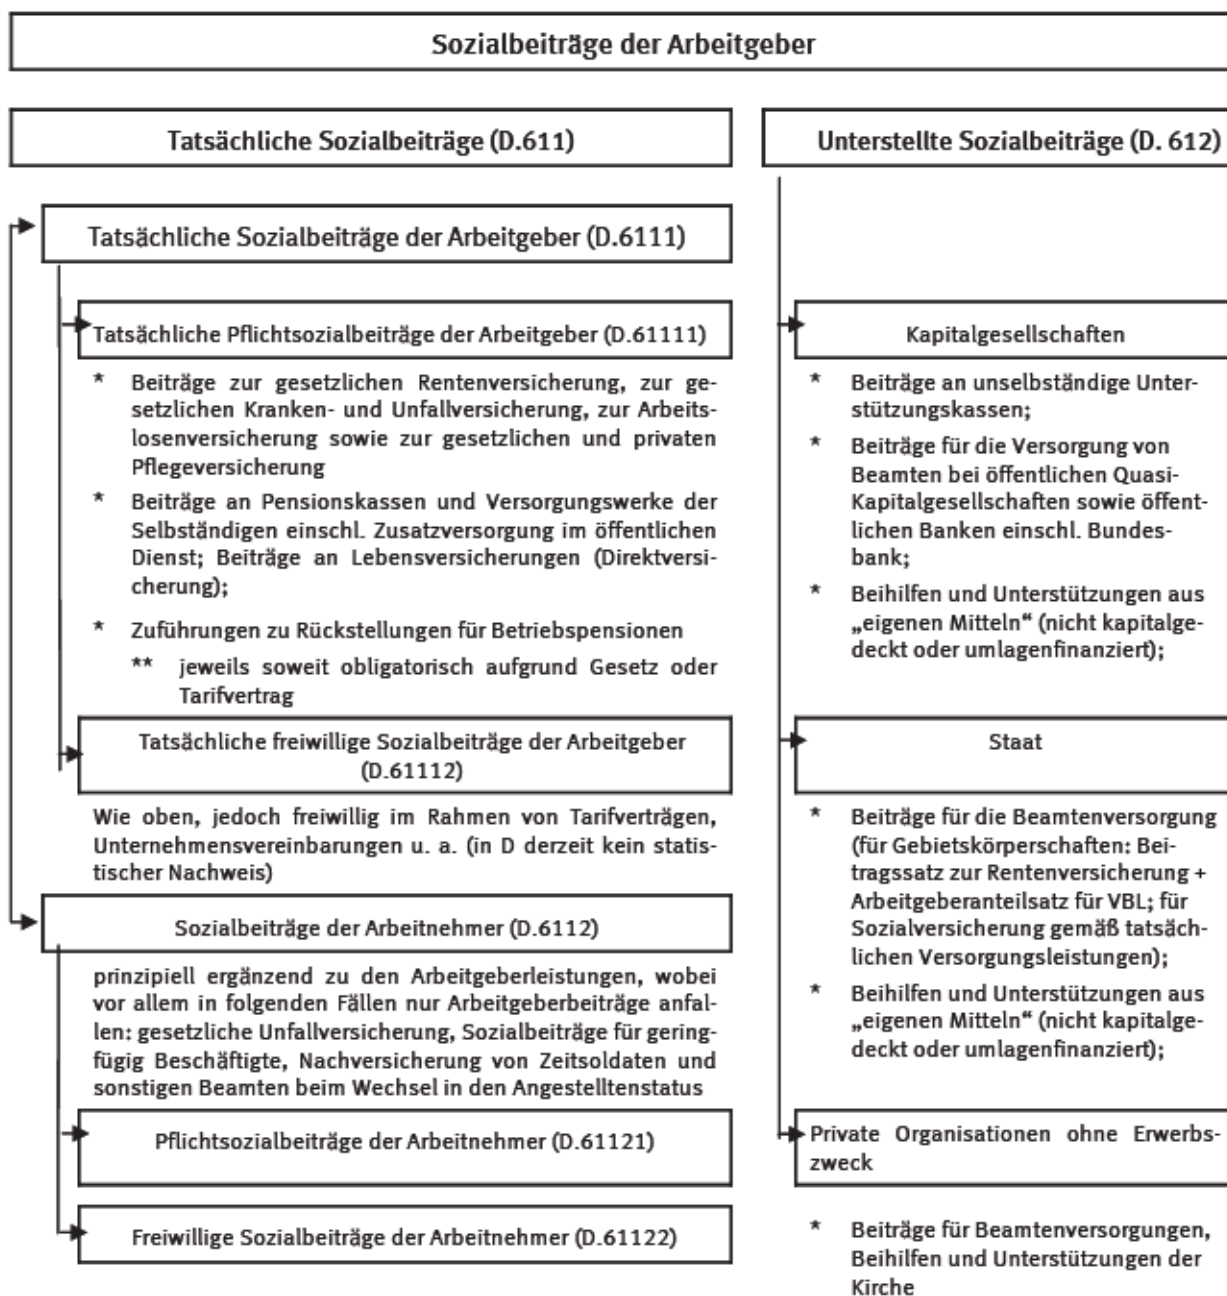 Sozialbeiträge der Arbeitgeber
Tatsächliche Sozialbeiträge (D.611)
Tatsächliche Sozialbeiträge der Arbeitgeber (D.6111)
Tatsächliche Pflichtsozialbeiträge der Arbeitgeber (D.61111)
* Beiträge zur gesetzlichen Rentenversicherung, zur ge-
setzlichen Kranken- und Unfallversicherung, zur Arbeits-
losenversicherung sowie zur gesetzlichen und privaten
Pflegeversicherung
* Beiträge an Pensionskassen und Versorgungswerke der
Selbständigen einschl. Zusatzversorgung im öffentlichen
Dienst; Beiträge an Lebensversicherungen (Direktversi-
cherung);
* Zuführungen zu Rückstellungen für Betriebspensionen
** jeweils soweit obligatorisch aufgrund Gesetz oder
Tarifvertrag
Tatsächliche freiwillige Sozialbeiträge der Arbeitgeber
(D.61112)
Wie oben, jedoch freiwillig im Rahmen von Tarifverträgen,
Unternehmensvereinbarungen u. a. (in D derzeit kein statis-
tischer Nachweis)
Sozialbeiträge der Arbeitnehmer (D.6112)
prinzipiell ergänzend zu den Arbeitgeberleistungen, wobei
vor allem in folgenden Fällen nur Arbeitgeberbeiträge anfal-
len: gesetzliche Unfallversicherung, Sozialbeiträge für gering-
fügig Beschäftigte, Nachversicherung von Zeitsoldaten und
sonstigen Beamten beim Wechsel in den Angestelltenstatus
Pflichtsozialbeiträge der Arbeitnehmer (D.61121)
Freiwillige Sozialbeiträge der Arbeitnehmer (D.61122)
Unterstellte Sozialbeiträge (D. 612)
Kapitalgesellschaften
* Beiträge an unselbständige Unter-
stützungskassen;
* Beiträge für die Versorgung von
Beamten bei öffentlichen Quasi-
Kapitalgesellschaften sowie öffent-
lichen Banken einschl. Bundes-
bank;
* Beihilfen und Unterstützungen aus
„eigenen Mitteln“ (nicht kapitalge-
deckt oder umlagenfinanziert);
Staat
* Beiträge für die Beamtenversorgung
(für Gebietskörperschaften: Bei-
tragssatz zur Rentenversicherung +
Arbeitgeberanteilsatz für VBL; für
Sozialversicherung gemäß tatsäch-
lichen Versorgungsleistungen);
* Beihilfen und Unterstützungen aus
„eigenen Mitteln“ (nicht kapitalge-
deckt oder umlagenfinanziert);
Private Organisationen ohne Erwerbs-
zweck
* Beiträge für Beamtenversorgungen,
Beihilfen und Unterstützungen der
Kirche